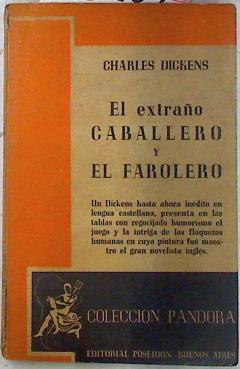 CHARLES DICKENS
El extraño
CABALLERO
Y
EL FAROLERO
Un Dickens hasta ahora inédito en
lengua castellana, presenta en las
tablas con regocijado humorismo el
juego y la intriga de las flaquezas
humanas en cuya pintura fué maes-
tro el gran novelista inglés.
COLECCION PANDORA
EDITORIAL POSEIDON-BUENOS AIRES